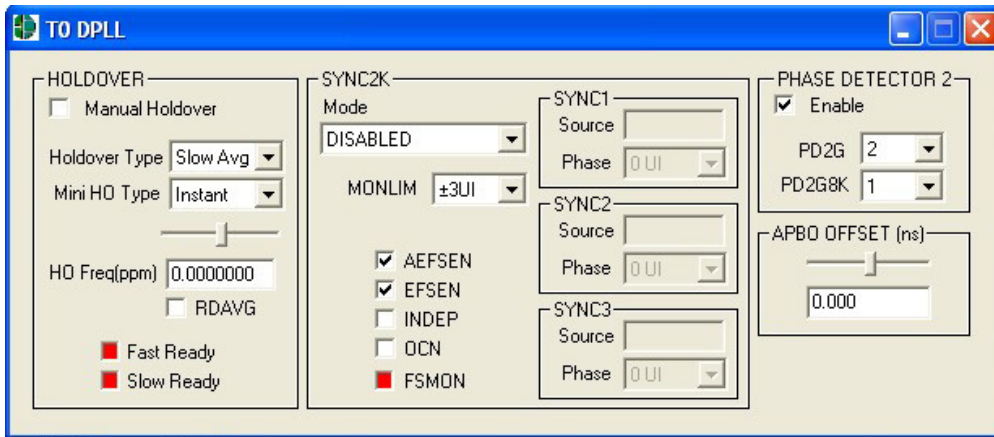 T0 DPLL
HOLDOVER
Manual Holdover
Holdover Type Slow Avg
Mini HO Type Instant
HO Freq(ppm) 0.0000000
RDAVG
Fast Ready
Slow Ready
SYNC2K
Mode
DISABLED
MONLIM ±3UI
AEFSEN
EFSEN
INDEP
OCN
FSMON
SYNC1
Source
Phase 0 UI
SYNC2
Source
Phase 0 UI
SYNC3
Source
Phase 0 UI
PHASE DETECTOR 2
Enable
PD2G 2
PD2G8K 1
APBO OFFSET (ns)
0.000